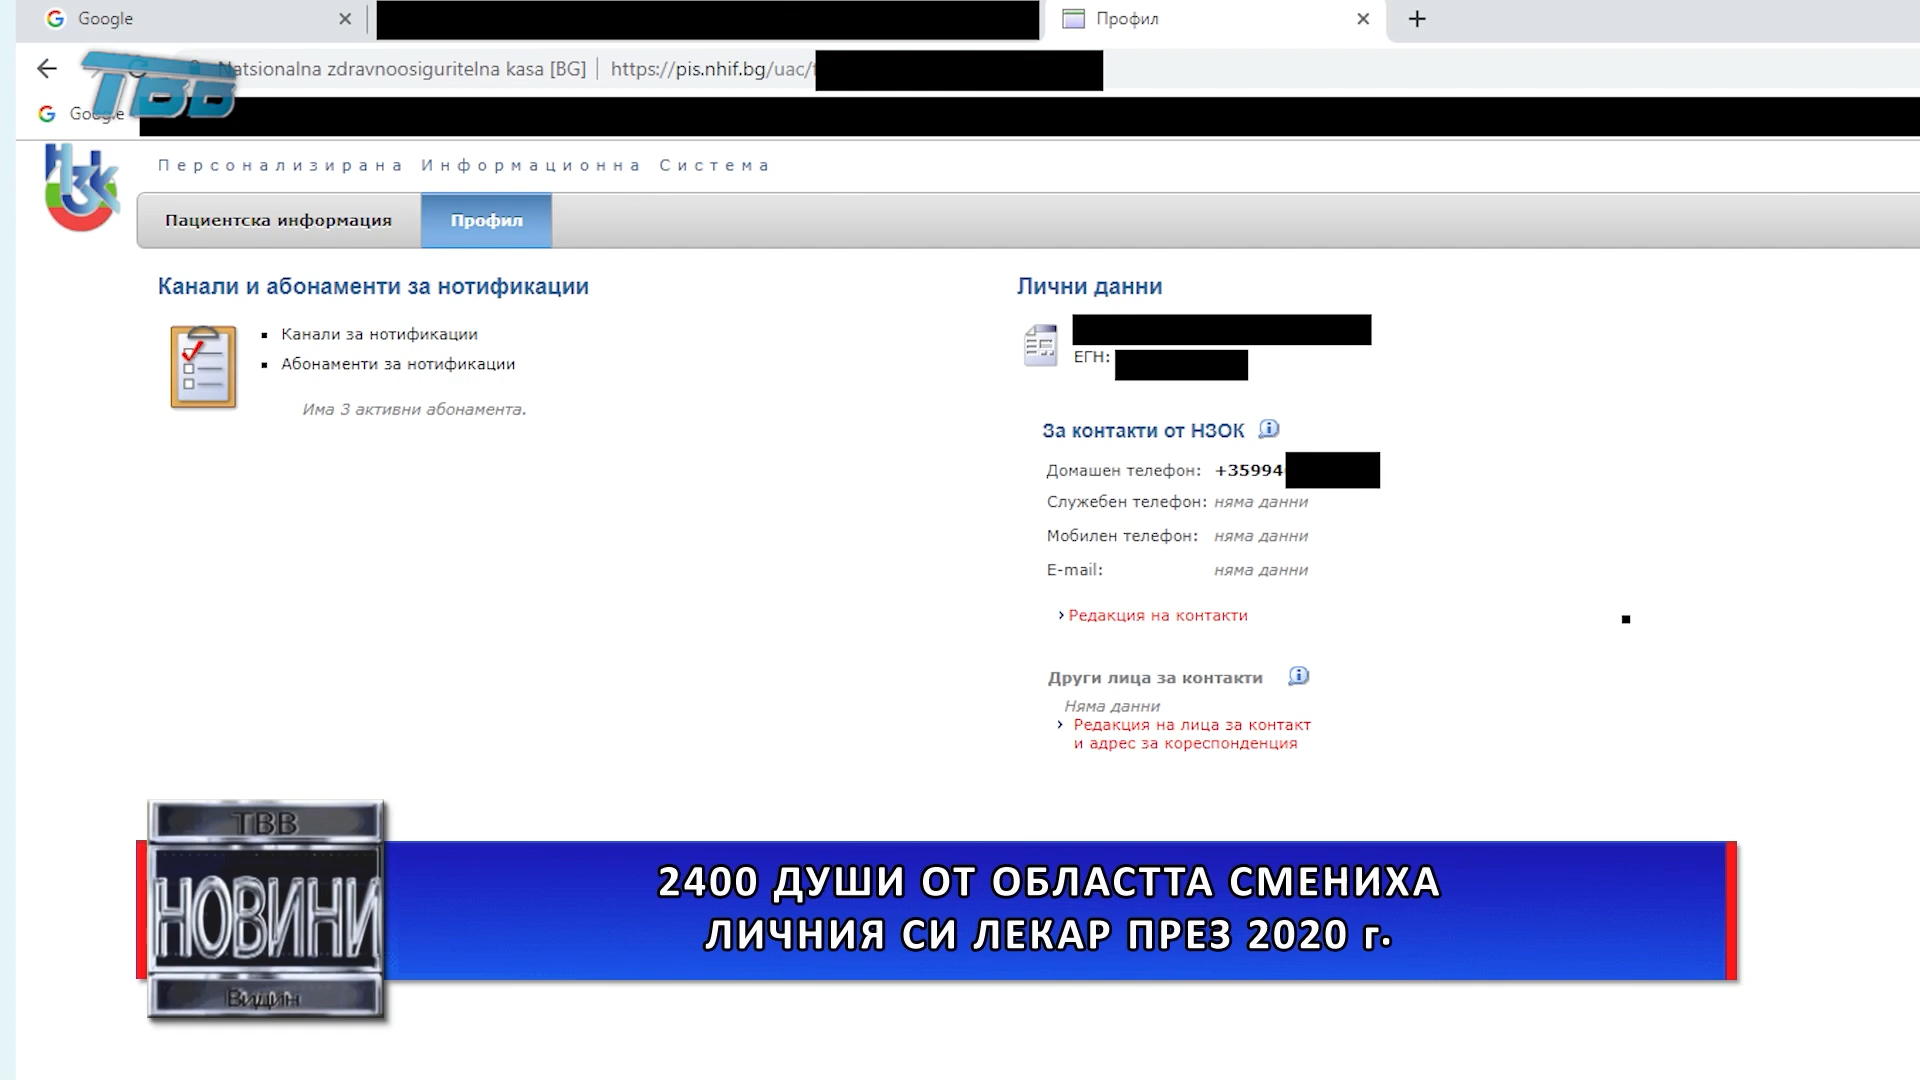 Google
Профил
ТВВ
Natsionalna zdravnoosiguritelna kasa [BG] | https://pis.nhif.bg/uac/
Google
НЗОК
Персонализирана Информационна Система
Пациентска информация
Профил
Канали и абонаменти за нотификации
Канали за нотификации
Абонаменти за нотификации
Има 3 активни абонамента.
Лични данни
ЕГН:
За контакти от НЗОК
Домашен телефон: +35994
Служебен телефон: няма данни
Мобилен телефон: няма данни
E-mail: няма данни
Редакция на контакти
Други лица за контакти
Няма данни
Редакция на лица за контакт
и адрес за кореспонденция
ТВВ
НОВИНИ
Видин
2400 ДУШИ ОТ ОБЛАСТТА СМЕНИХА
ЛИЧНИЯ СИ ЛЕКАР ПРЕЗ 2020 г.